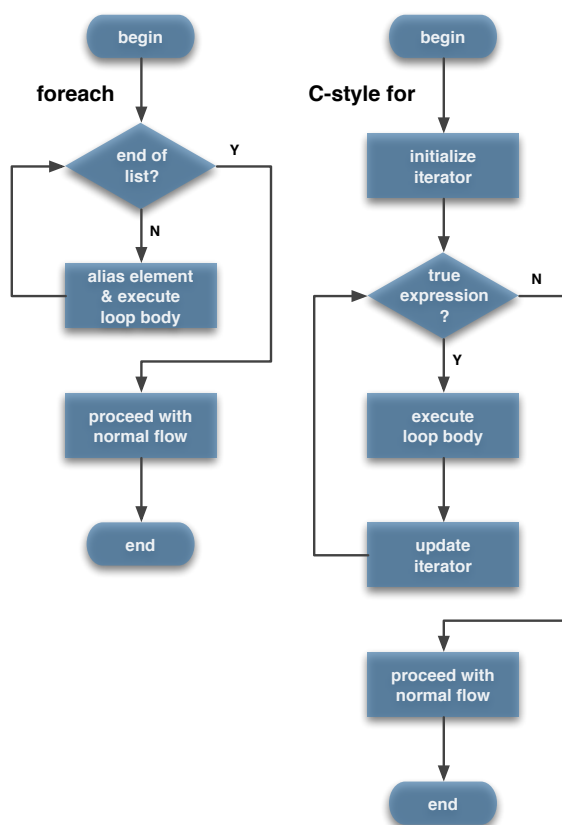 begin
foreach
end of
list?
Y
N
alias element
& execute
loop body
proceed with
normal flow
end
begin
C-style for
initialize
iterator
true
expression
?
N
Y
execute
loop body
update
iterator
proceed with
normal flow
end